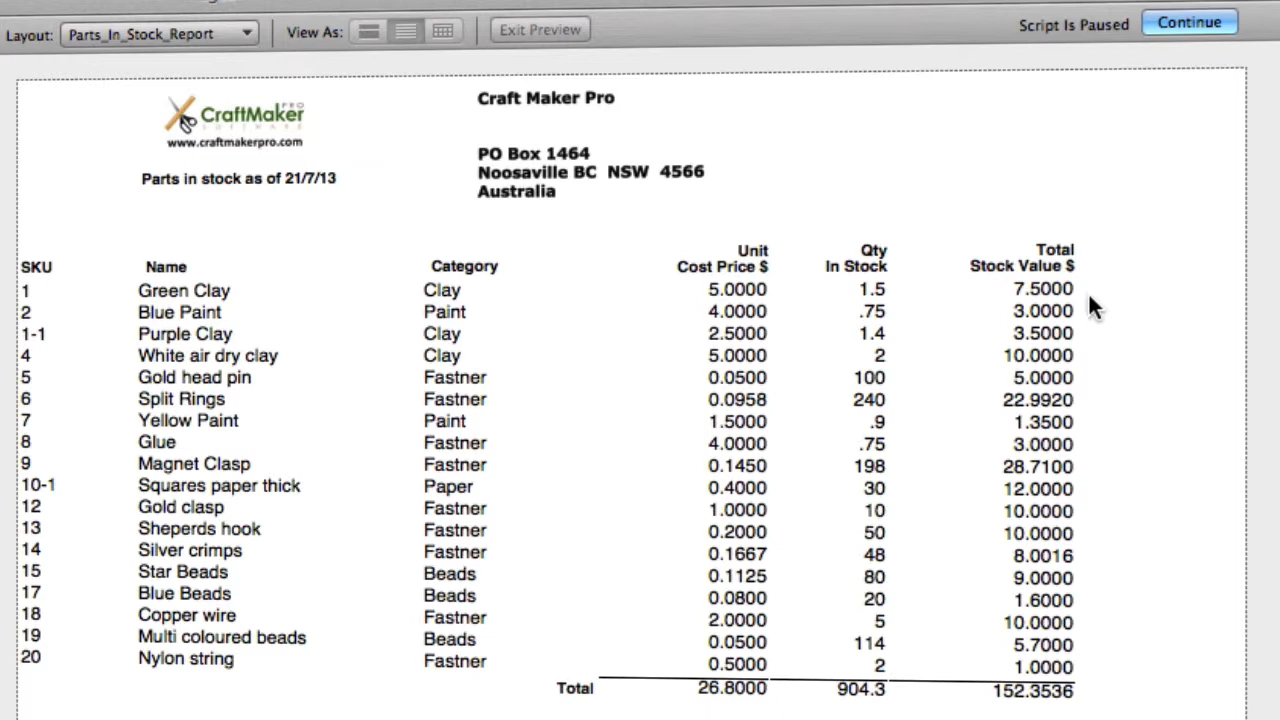 Layout: Parts_In_Stock_Report View As: Exit Preview Script Is Paused Continue
CraftMaker PRO
SOFTWARE
www.craftmakerpro.com
Parts in stock as of 21/7/13
Craft Maker Pro
PO Box 1464
Noosaville BC NSW 4566
Australia
SKU Name Category Unit Cost Price $ Qty In Stock Total Stock Value $
1 Green Clay Clay 5.0000 1.5 7.5000
2 Blue Paint Paint 4.0000 .75 3.0000
1-1 Purple Clay Clay 2.5000 1.4 3.5000
4 White air dry clay Clay 5.0000 2 10.0000
5 Gold head pin Fastner 0.0500 100 5.0000
6 Split Rings Fastner 0.0958 240 22.9920
7 Yellow Paint Paint 1.5000 .9 1.3500
8 Glue Fastner 4.0000 .75 3.0000
9 Magnet Clasp Fastner 0.1450 198 28.7100
10-1 Squares paper thick Paper 0.4000 30 12.0000
12 Gold clasp Fastner 1.0000 10 10.0000
13 Sheperds hook Fastner 0.2000 50 10.0000
14 Silver crimps Fastner 0.1667 48 8.0016
15 Star Beads Beads 0.1125 80 9.0000
17 Blue Beads Beads 0.0800 20 1.6000
18 Copper wire Fastner 2.0000 5 10.0000
19 Multi coloured beads Beads 0.0500 114 5.7000
20 Nylon string Fastner 0.5000 2 1.0000
Total 26.8000 904.3 152.3536